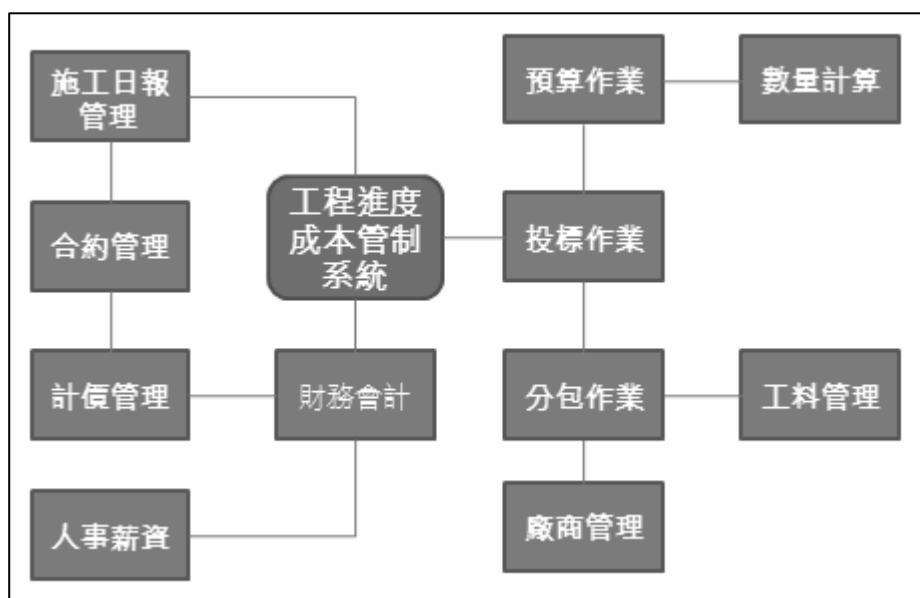 施工日報
管理
預算作業
數量計算
工程進度
成本管制
系統
合約管理
投標作業
計價管理
財務會計
分包作業
工料管理
人事薪資
廠商管理